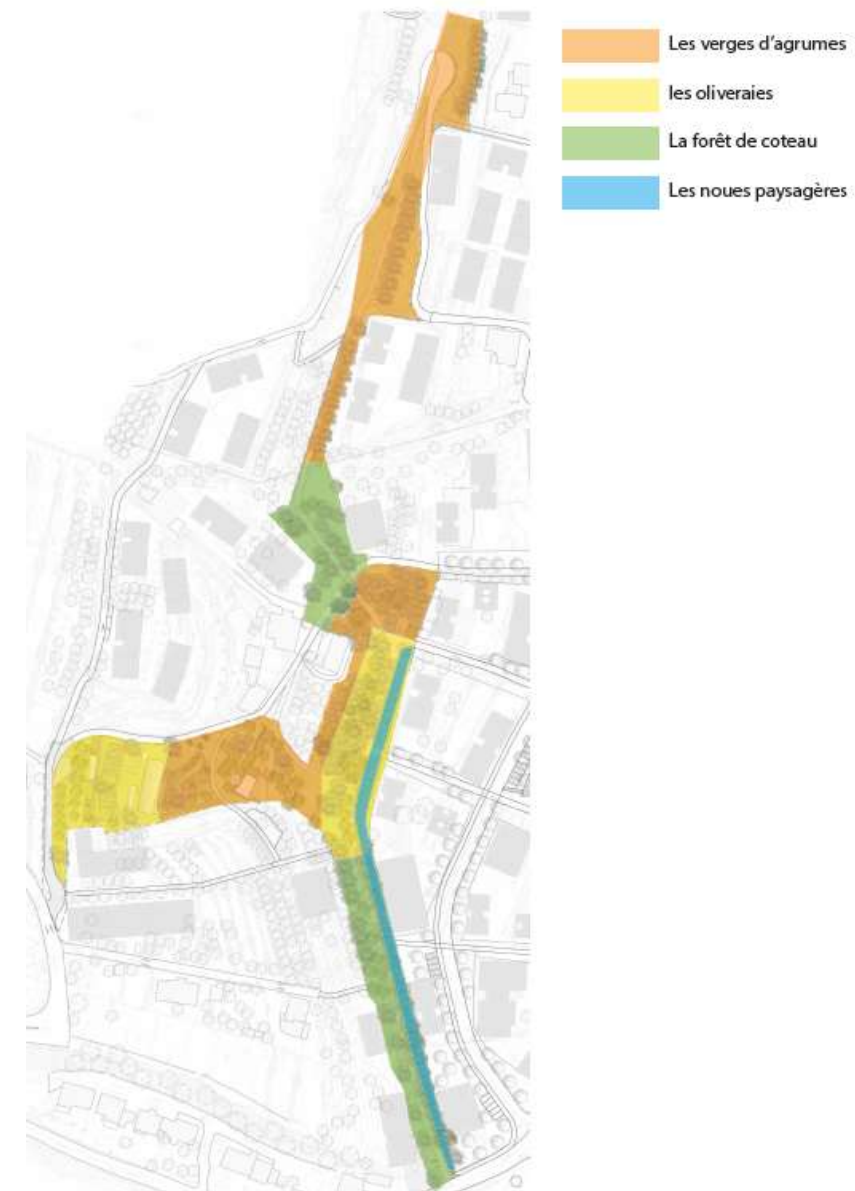 Les verges d'agrumes
les oliveraies
La forêt de coteau
Les noues paysagères